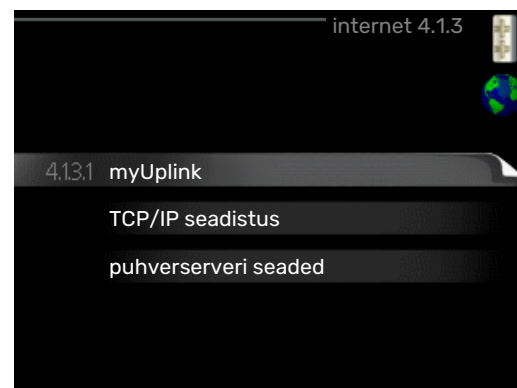 internet 4.1.3
4.1.3.1 myUplink
TCP/IP seadistus
puhverserveri seaded